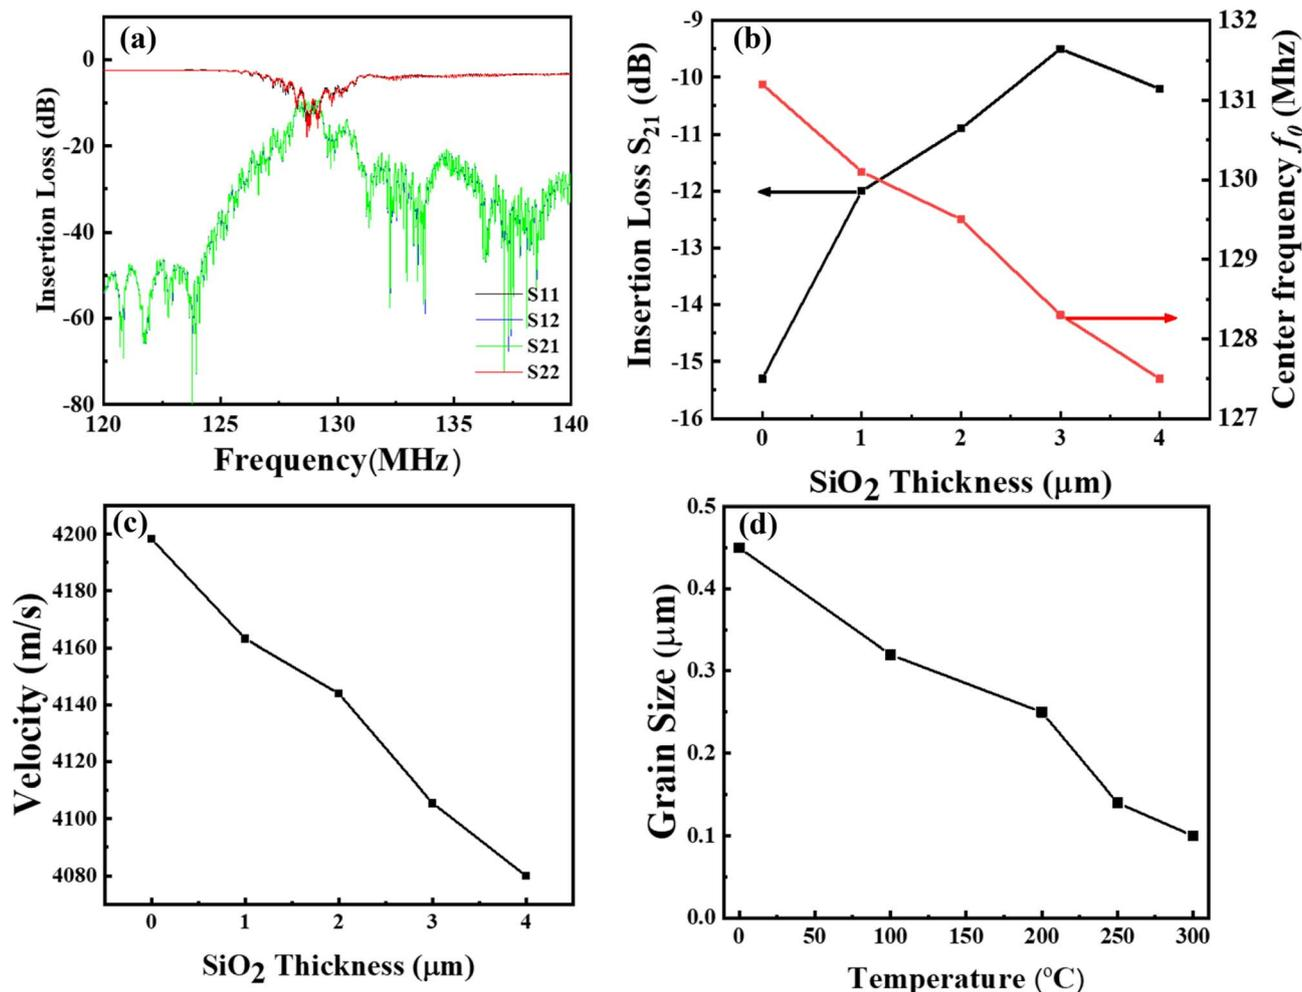 (a)
0
-20
-40
-60
-80
Insertion Loss (dB)
S11
S12
S21
S22
120 125 130 135 140
Frequency(MHz)
(b)
-9
-10
-11
-12
-13
-14
-15
-16
Insertion Loss S21 (dB)
132
131
130
129
128
127
Center frequency f0 (Mhz)
0 1 2 3 4
SiO2 Thickness (μm)
(c)
4200
4180
4160
4140
4120
4100
4080
Velocity (m/s)
0 1 2 3 4
SiO2 Thickness (μm)
(d)
0.5
0.4
0.3
0.2
0.1
0.0
Grain Size (μm)
0 50 100 150 200 250 300
Temperature (ºC)